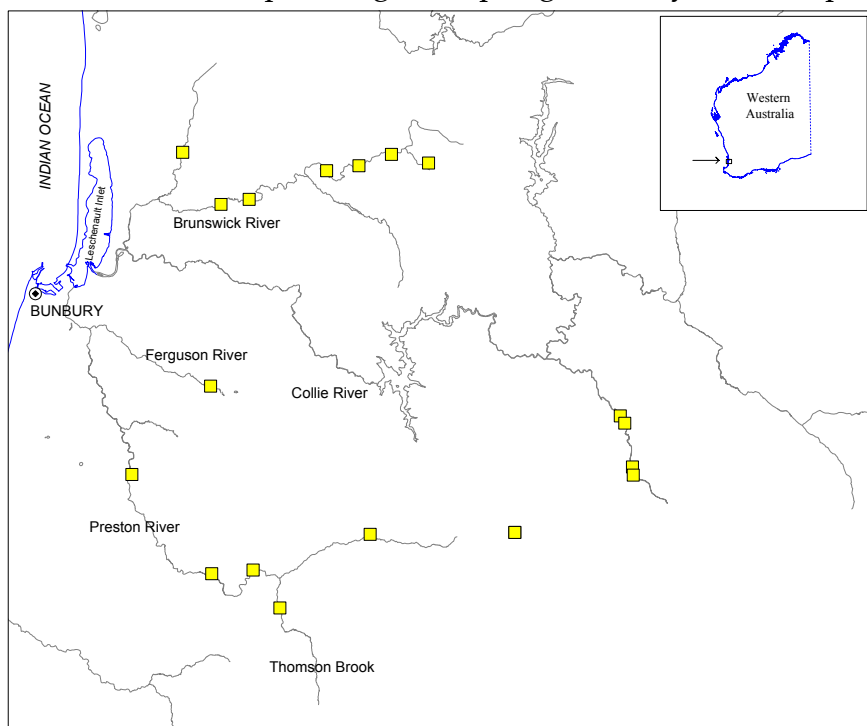 INDIAN OCEAN
Leschenault Inlet
Western
Australia
Brunswick River
BUNBURY
Ferguson River
Collie River
Preston River
Thomson Brook